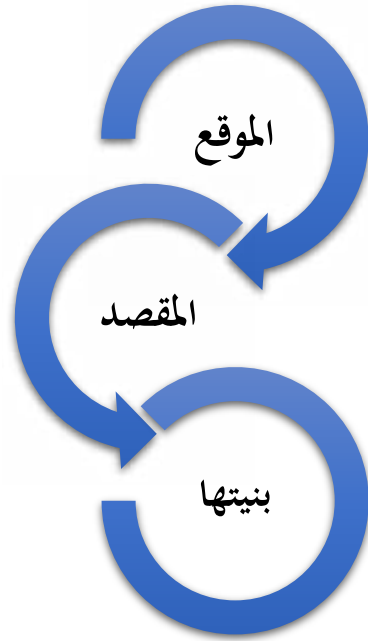 الموقع
المقصد
بنيتها